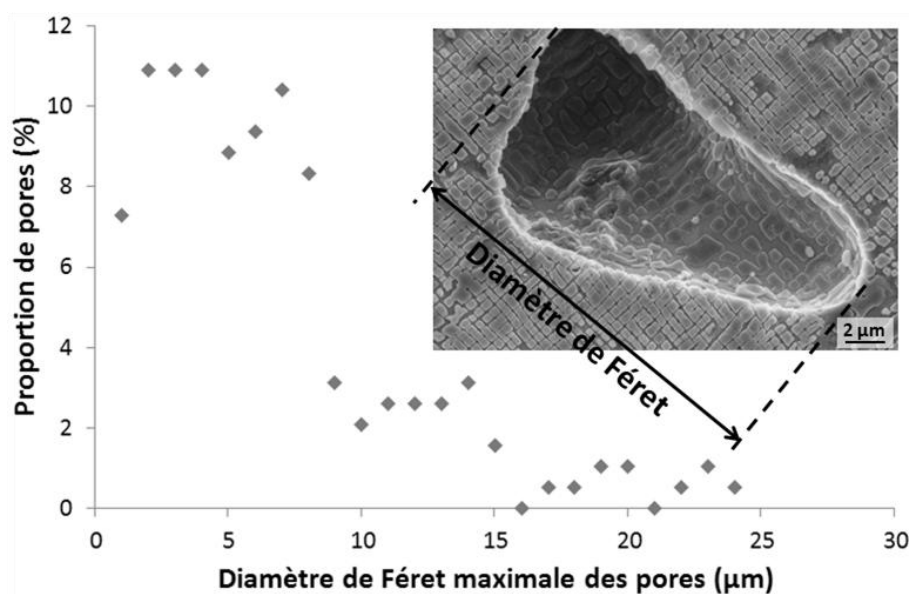 Proportion de pores (%)
12
10
8
6
4
2
0
0 5 10 15 20 25 30
Diamètre de Féret maximale des pores (µm)
Diamètre de Féret
2 µm